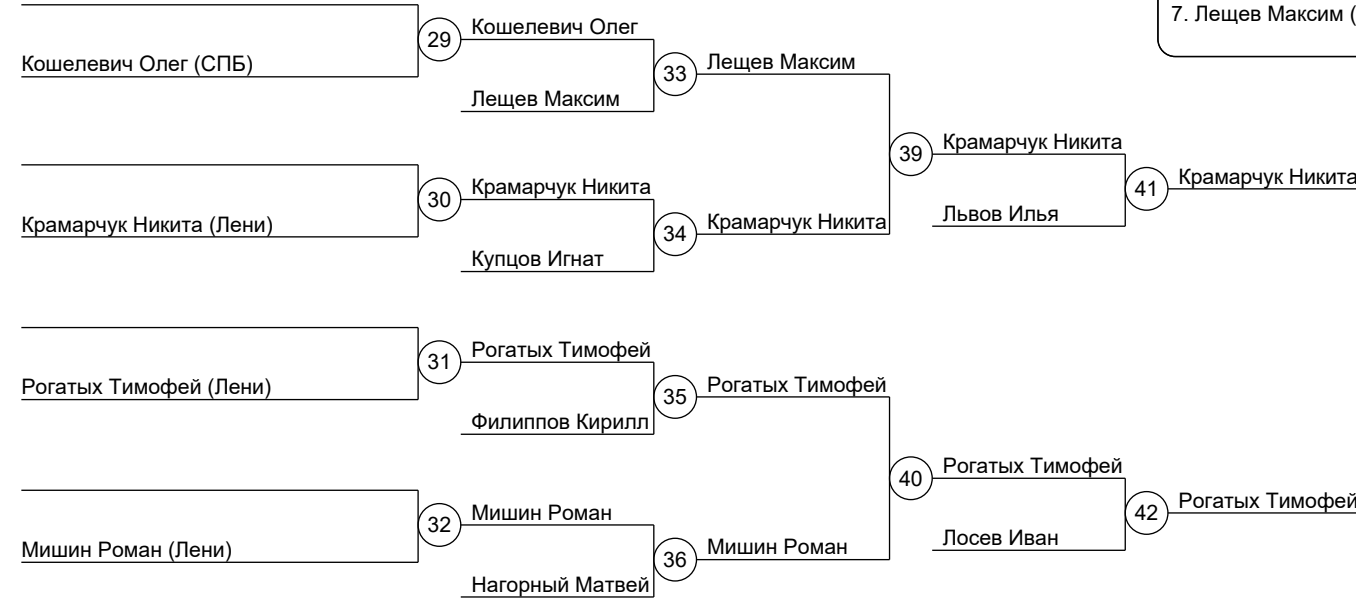 7. Лещев Максим (
Кошелевич Олег
29
Кошелевич Олег (СПБ)
Лещев Максим
33
Лещев Максим
Крамарчук Никита
39
Крамарчук Никита
41
Крамарчук Никита
30
Крамарчук Никита (Лени)
Львов Илья
Крамарчук Никита
34
Купцов Игнат
Рогатых Тимофей
31
Рогатых Тимофей (Лени)
Рогатых Тимофей
35
Филиппов Кирилл
Рогатых Тимофей
40
Рогатых Тимофей
42
Мишин Роман
32
Лосев Иван
Мишин Роман (Лени)
Мишин Роман
36
Нагорный Матвей